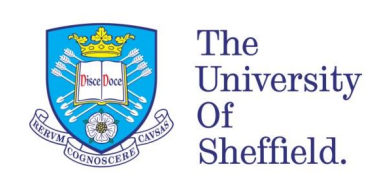 Disce Doce
RERVM
COGNOSCERE
CAVSAS
The
University
Of
Sheffield.